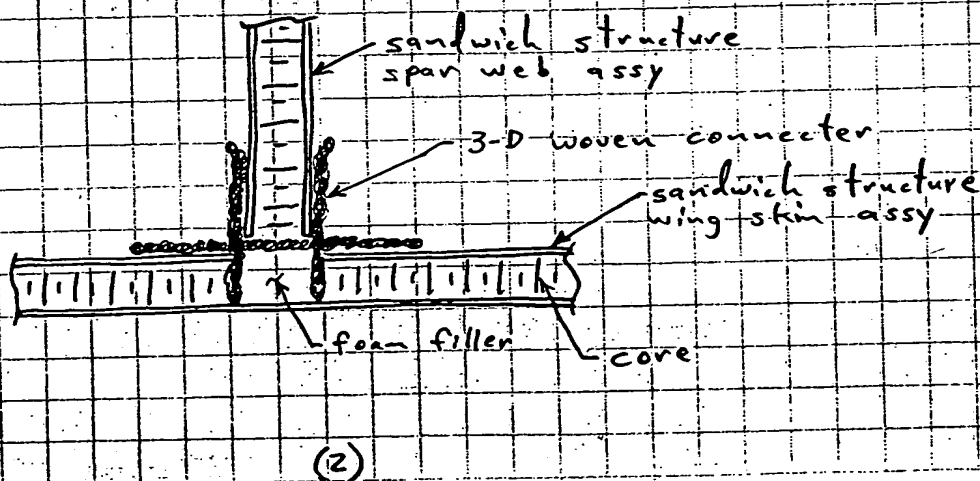 sandwich structure
spar web assy
3-D woven connecter
sandwich structure
wing skin assy
foam filler
core
(2)